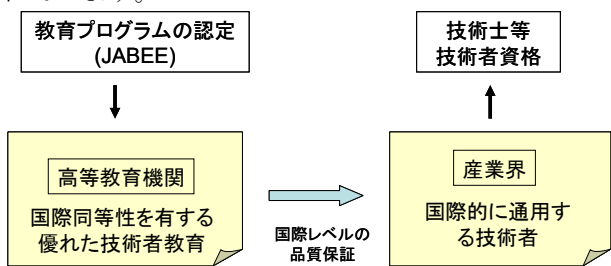 教育プログラムの認定
(JABEE)
技術士等
技術者資格
高等教育機関
国際同等性を有する
優れた技術者教育
国際レベルの
品質保証
産業界
国際的に通用す
る技術者